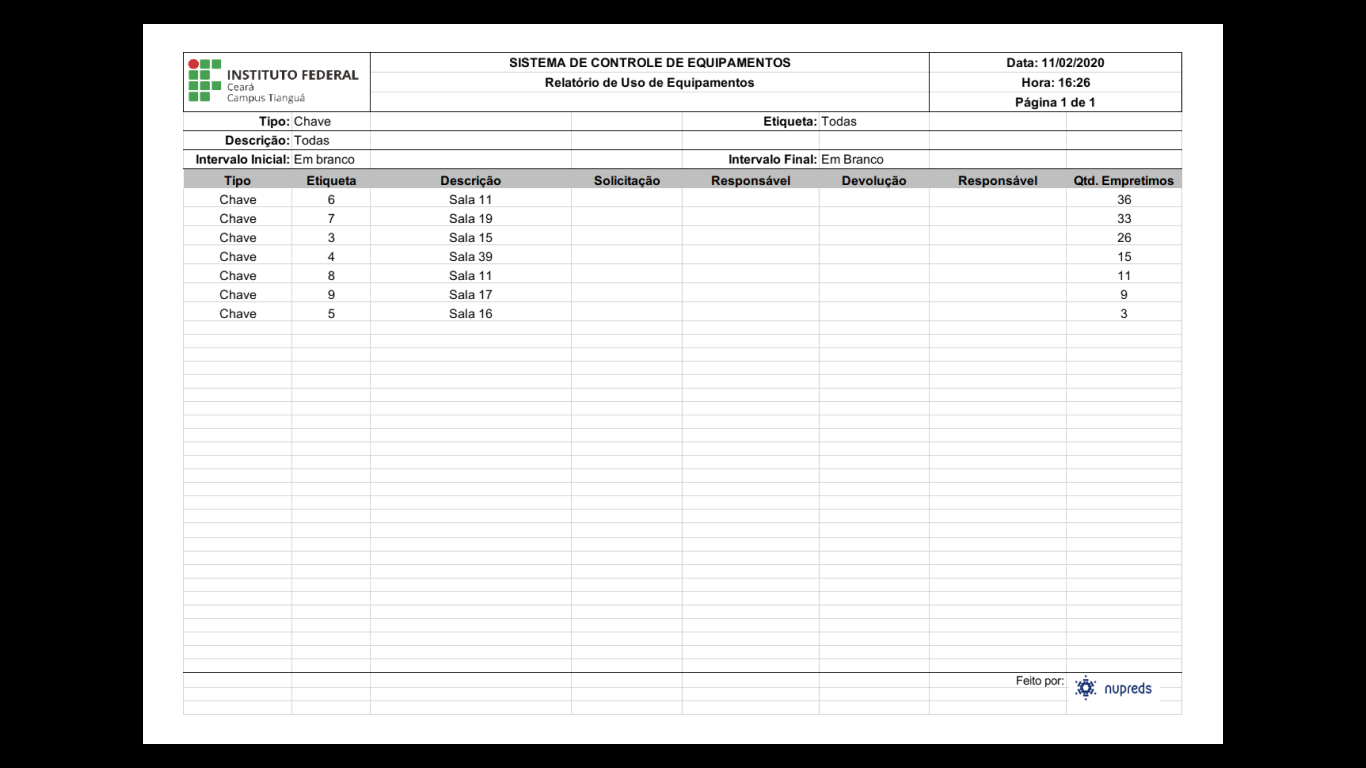 INSTITUTO FEDERAL
Ceará
Campus Tianguá
SISTEMA DE CONTROLE DE EQUIPAMENTOS
Relatório de Uso de Equipamentos
Data: 11/02/2020
Hora: 16:26
Página 1 de 1
Tipo: Chave Etiqueta: Todas
Descrição: Todas
Intervalo Inicial: Em branco Intervalo Final: Em Branco
Tipo Etiqueta Descrição Solicitação Responsável Devolução Responsável Qtd. Empretimos
Chave 6 Sala 11 36
Chave 7 Sala 19 33
Chave 3 Sala 15 26
Chave 4 Sala 39 15
Chave 8 Sala 11 11
Chave 9 Sala 17 9
Chave 5 Sala 16 3
Feito por: nupreds